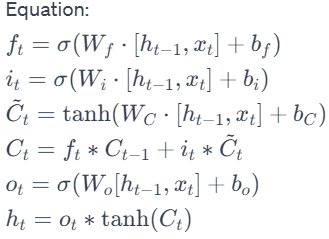 Equation:
f_t = σ(W_f · [h_{t−1}, x_t] + b_f)
i_t = σ(W_i · [h_{t−1}, x_t] + b_i)
C̃_t = tanh(W_C · [h_{t−1}, x_t] + b_C)
C_t = f_t * C_{t−1} + i_t * C̃_t
o_t = σ(W_o[h_{t−1}, x_t] + b_o)
h_t = o_t * tanh(C_t)